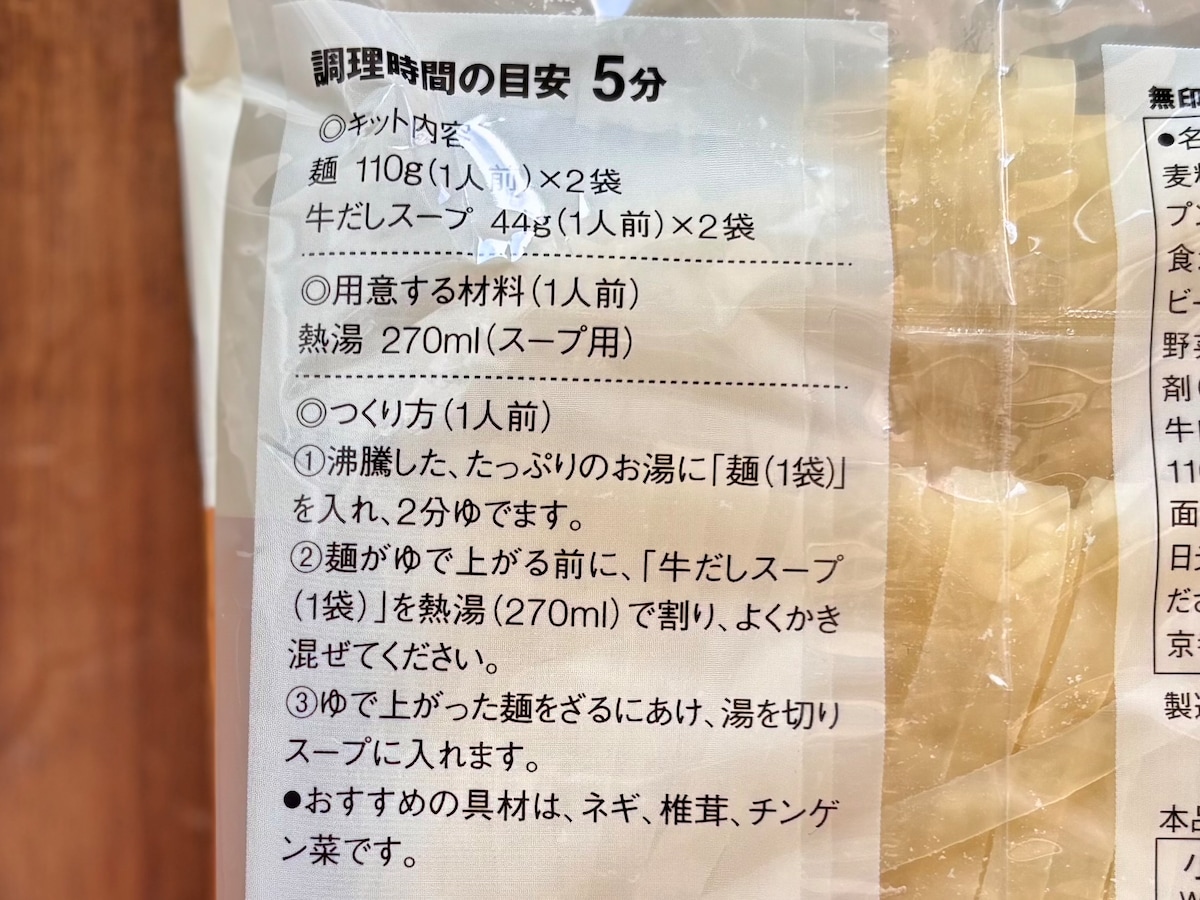 調理時間の目安 5分
◎キット内容
麺 110g(1人前)×2袋
牛だしスープ 44g(1人前)×2袋
◎用意する材料(1人前)
熱湯 270ml(スープ用)
◎つくり方(1人前)
①沸騰した、たっぷりのお湯に「麺(1袋)」
を入れ、2分ゆでます。
②麺がゆで上がる前に、「牛だしスープ
(1袋)」を熱湯(270ml)で割り、よくかき
混ぜてください。
③ゆで上がった麺をざるにあけ、湯を切り
スープに入れます。
●おすすめの具材は、ネギ、椎茸、チンゲ
ン菜です。
無印
●名
麦
プ
食
ビー
野菜
剤
牛
11
面
日
ださ
京
製造
本品